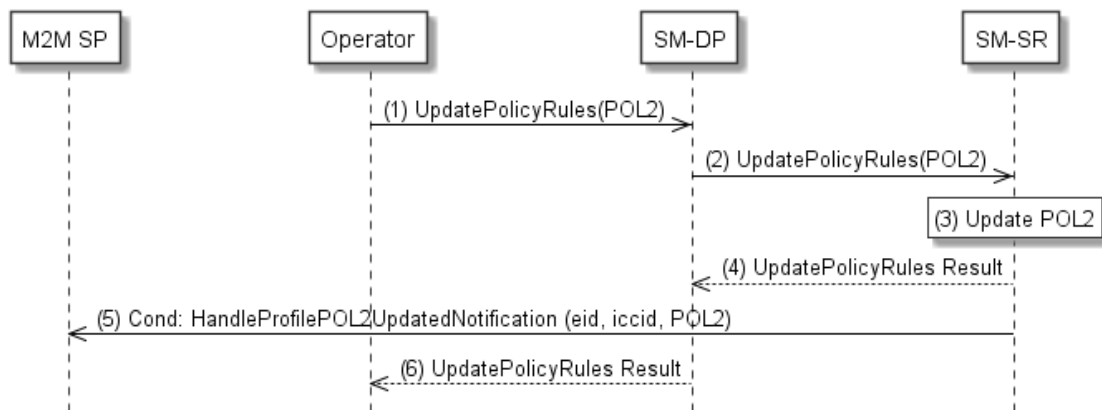 M2M SP
Operator
SM-DP
SM-SR
(1) UpdatePolicyRules(POL2)
(2) UpdatePolicyRules(POL2)
(3) Update POL2
(4) UpdatePolicyRules Result
(5) Cond: HandleProfilePOL2UpdatedNotification (eid, iccid, POL2)
(6) UpdatePolicyRules Result